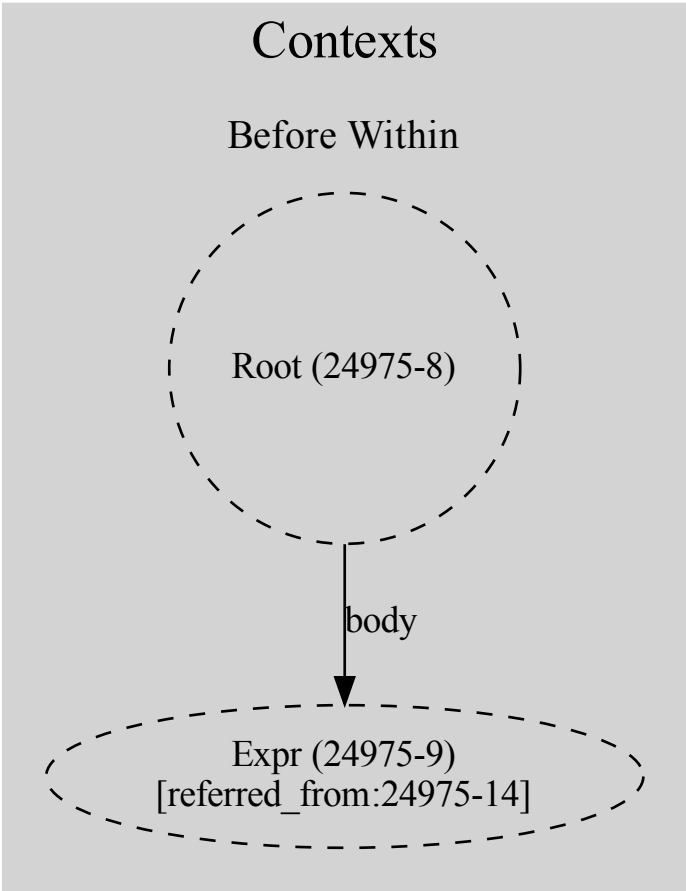 Contexts
Before Within
Root (24975-8)
body
Expr (24975-9)
[referred_from:24975-14]